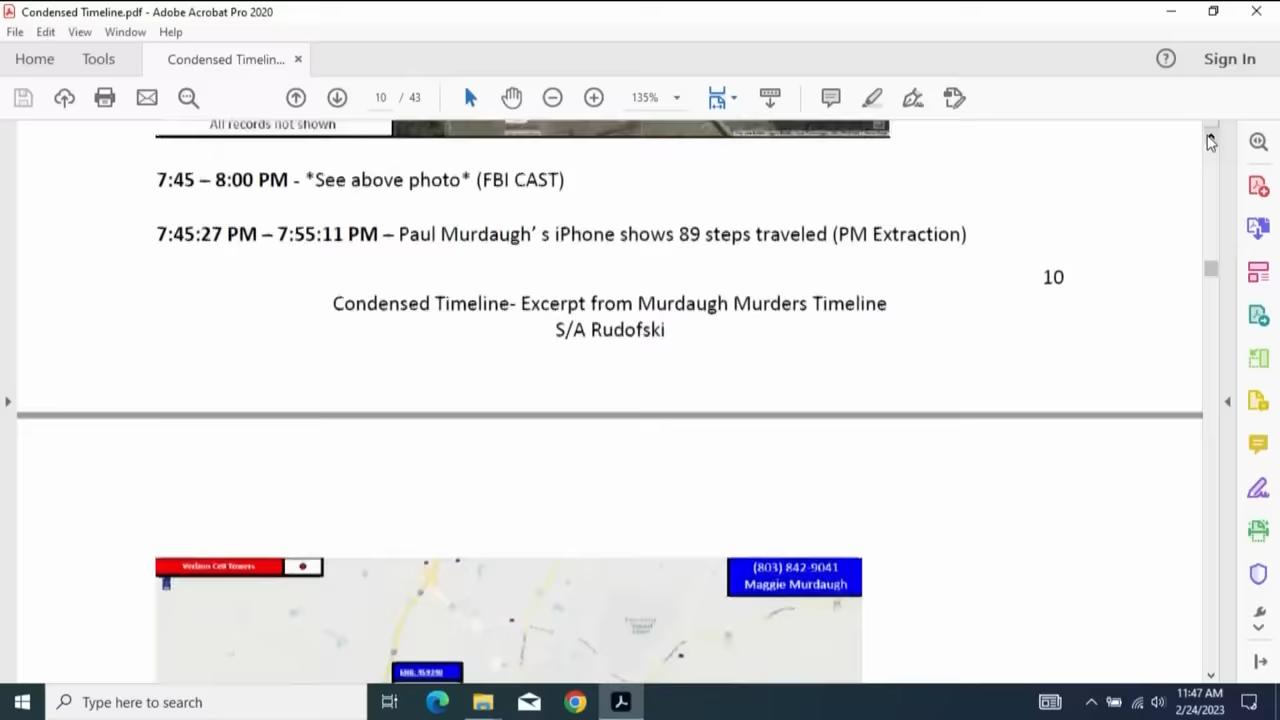 Condensed Timeline.pdf - Adobe Acrobat Pro 2020
File Edit View Window Help
Home Tools Condensed Timelin... × Sign In
10 / 43 135%
All records not shown
7:45 – 8:00 PM - *See above photo* (FBI CAST)
7:45:27 PM – 7:55:11 PM – Paul Murdaugh' s iPhone shows 89 steps traveled (PM Extraction)
10
Condensed Timeline- Excerpt from Murdaugh Murders Timeline
S/A Rudofski
Verizon Cell Towers
(803) 842-9041
Maggie Murdaugh
Type here to search
11:47 AM
2/24/2023